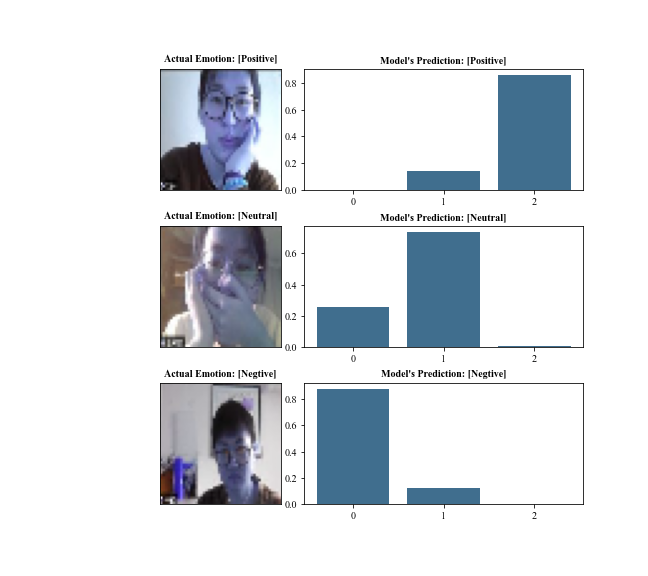 Actual Emotion: [Positive]
Model's Prediction: [Positive]
0.8
0.6
0.4
0.2
0.0
0 1 2
Actual Emotion: [Neutral]
Model's Prediction: [Neutral]
0.6
0.4
0.2
0.0
0 1 2
Actual Emotion: [Negtive]
Model's Prediction: [Negtive]
0.8
0.6
0.4
0.2
0.0
0 1 2